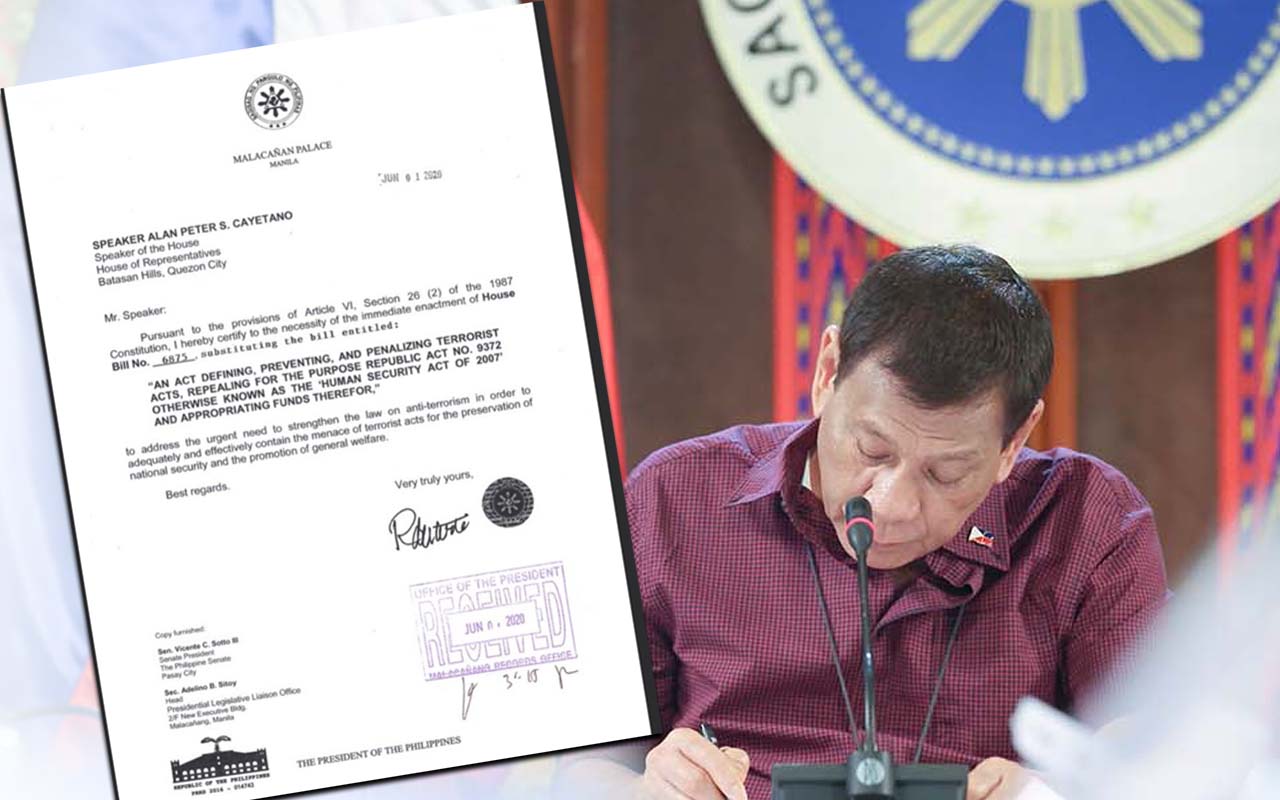 MALACAÑAN PALACE
MANILA
JUN 01 2020
SPEAKER ALAN PETER S. CAYETANO
Speaker of the House
House of Representatives
Batasan Hills, Quezon City
Mr. Speaker:
Pursuant to the provisions of Article VI, Section 26 (2) of the 1987
Constitution, I hereby certify to the necessity of the immediate enactment of House
Bill No. 6875, substituting the bill entitled:
"AN ACT DEFINING, PREVENTING, AND PENALIZING TERRORIST
ACTS, REPEALING FOR THE PURPOSE REPUBLIC ACT NO. 9372
OTHERWISE KNOWN AS THE 'HUMAN SECURITY ACT OF 2007'
AND APPROPRIATING FUNDS THEREFOR,"
to address the urgent need to strengthen the law on anti-terrorism in order to
adequately and effectively contain the menace of terrorist acts for the preservation of
national security and the promotion of general welfare.
Best regards.
Very truly yours,
OFFICE OF THE PRESIDENT
RECEIVED
JUN 2020
MALACAÑANG RECORDS OFFICE
Copy furnished:
Sen. Vicente C. Sotto III
Senate President
The Philippine Senate
Pasay City
Sec. Adelino B. Sitoy
Head
Presidential Legislative Liaison Office
2/F New Executive Bldg.
Malacañang, Manila
REPUBLIC OF THE PHILIPPINES
PRRD 2016 - 014742
THE PRESIDENT OF THE PHILIPPINES
SAG